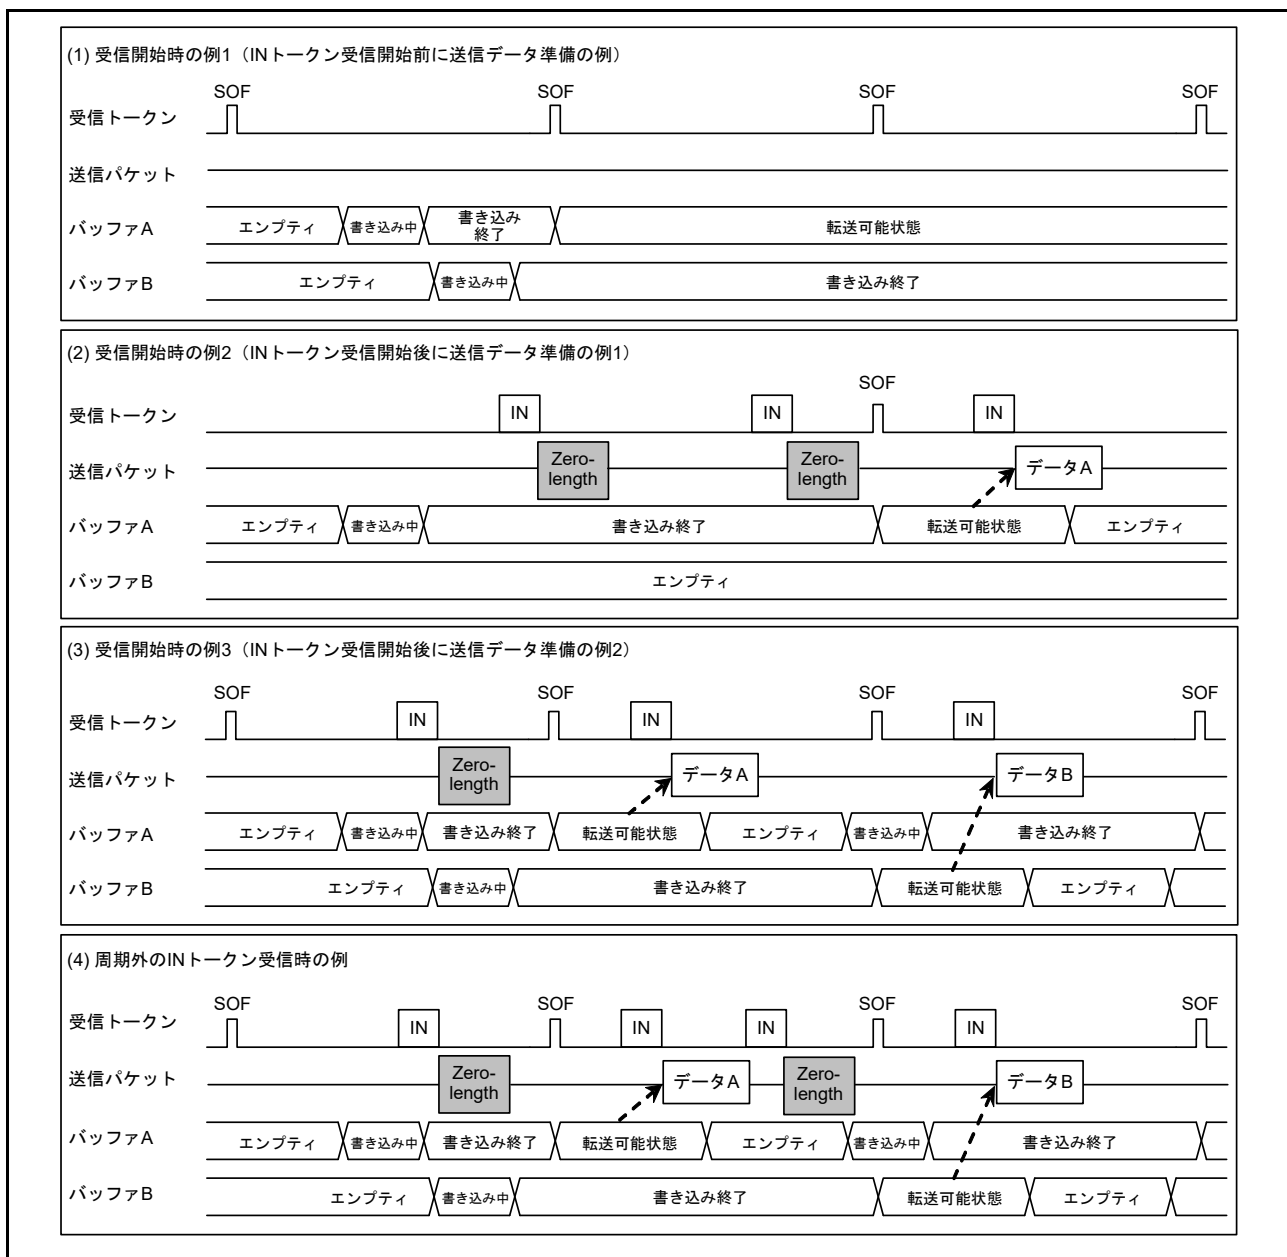 (1) 受信開始時の例1（INトークン受信開始前に送信データ準備の例）
SOF SOF SOF SOF
受信トークン
送信パケット
バッファA エンプティ 書き込み中 書き込み終了 転送可能状態
バッファB エンプティ 書き込み中 書き込み終了
(2) 受信開始時の例2（INトークン受信開始後に送信データ準備の例1）
SOF
受信トークン IN IN IN
送信パケット Zero-length Zero-length データA
バッファA エンプティ 書き込み中 書き込み終了 転送可能状態 エンプティ
バッファB エンプティ
(3) 受信開始時の例3（INトークン受信開始後に送信データ準備の例2）
SOF SOF SOF SOF
受信トークン IN IN IN
送信パケット Zero-length データA データB
バッファA エンプティ 書き込み中 書き込み終了 転送可能状態 エンプティ 書き込み中 書き込み終了
バッファB エンプティ 書き込み中 書き込み終了 転送可能状態 エンプティ
(4) 周期外のINトークン受信時の例
SOF SOF SOF SOF
受信トークン IN IN IN IN
送信パケット Zero-length データA Zero-length データB
バッファA エンプティ 書き込み中 書き込み終了 転送可能状態 エンプティ 書き込み中 書き込み終了
バッファB エンプティ 書き込み中 書き込み終了 転送可能状態 エンプティ